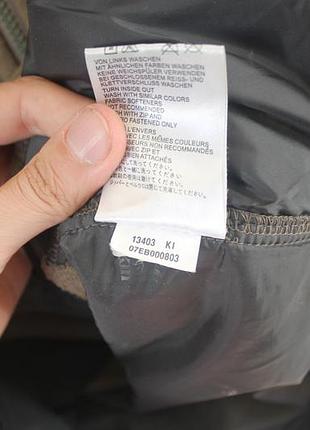 VON LINKS WASCHEN
MIT ÄHNLICHEN FARBEN WASCHEN
KEINE WEICHSPÜLER VERWENDEN
BEI GESCHLOSSENEM REISS- UND
KLETTVERSCHLUSS WASCHEN
TURN INSIDE OUT
WASH WITH SIMILAR COLORS
FABRIC SOFTENERS
NOT RECOMMENDED
WASH WITH ZIP AND
FASTENED ONLY
L'ENVERS
AVEC LES MÊMES COULEURS
NON RECOMMANDÉ
AVEC ZIP ET
ATTACHÉS
13403 KI
07EB000803